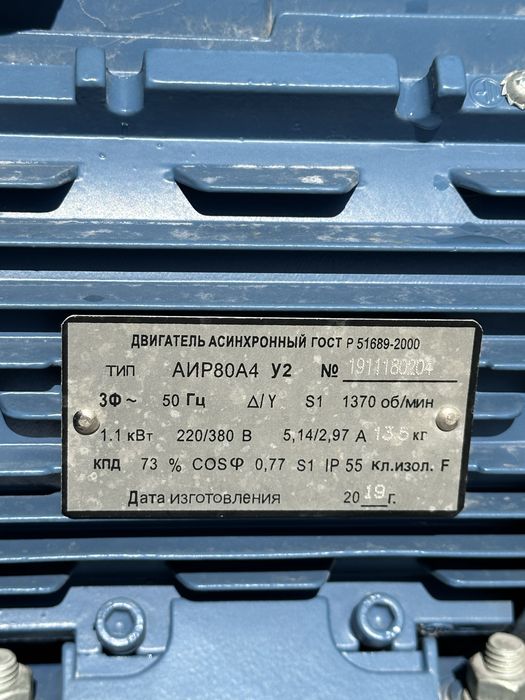 ДВИГАТЕЛЬ АСИНХРОННЫЙ ГОСТ Р 51689-2000
ТИП АИР80А4 У2 № 1911180204
3Ф ~ 50 Гц Δ/Y S1 1370 об/мин
1.1 кВт 220/380 В 5,14/2,97 А 13.5 кг
КПД 73 % COSФ 0,77 S1 IP 55 Кл.изол. F
Дата изготовления 2019 г.